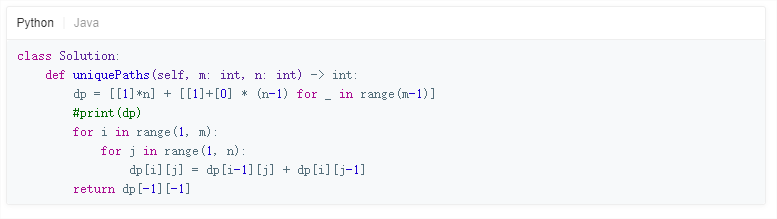 Python | Java
class Solution:
    def uniquePaths(self, m: int, n: int) -> int:
        dp = [[1]*n] + [[1]+[0] * (n-1) for _ in range(m-1)]
        #print(dp)
        for i in range(1, m):
            for j in range(1, n):
                dp[i][j] = dp[i-1][j] + dp[i][j-1]
        return dp[-1][-1]